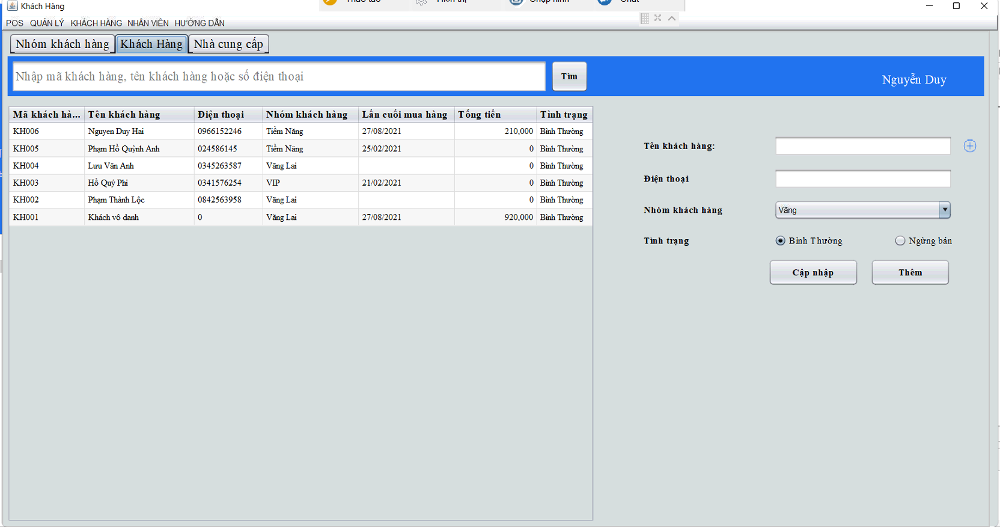 Khách Hàng
POS QUẢN LÝ KHÁCH HÀNG NHÂN VIÊN HƯỚNG DẪN
Nhóm khách hàng Khách Hàng Nhà cung cấp
Nhập mã khách hàng, tên khách hàng hoặc số điện thoại Tìm Nguyễn Duy
Mã khách hà... Tên khách hàng Điện thoại Nhóm khách hàng Lần cuối mua hàng Tổng tiền Tình trạng
KH006 Nguyen Duy Hai 0966152246 Tiềm Năng 27/08/2021 210,000 Bình Thường
KH005 Phạm Hồ Quỳnh Anh 024586145 Tiềm Năng 25/02/2021 0 Bình Thường
KH004 Lưu Văn Anh 0345263587 Vãng Lai 0 Bình Thường
KH003 Hồ Quý Phi 0341576254 VIP 21/02/2021 0 Bình Thường
KH002 Phạm Thành Lộc 0842563958 Vãng Lai 0 Bình Thường
KH001 Khách vô danh 0 Vãng Lai 27/08/2021 920,000 Bình Thường
Tên khách hàng:
Điện thoại
Nhóm khách hàng Vãng
Tình trạng Bình Thường Ngừng bán
Cập nhập Thêm